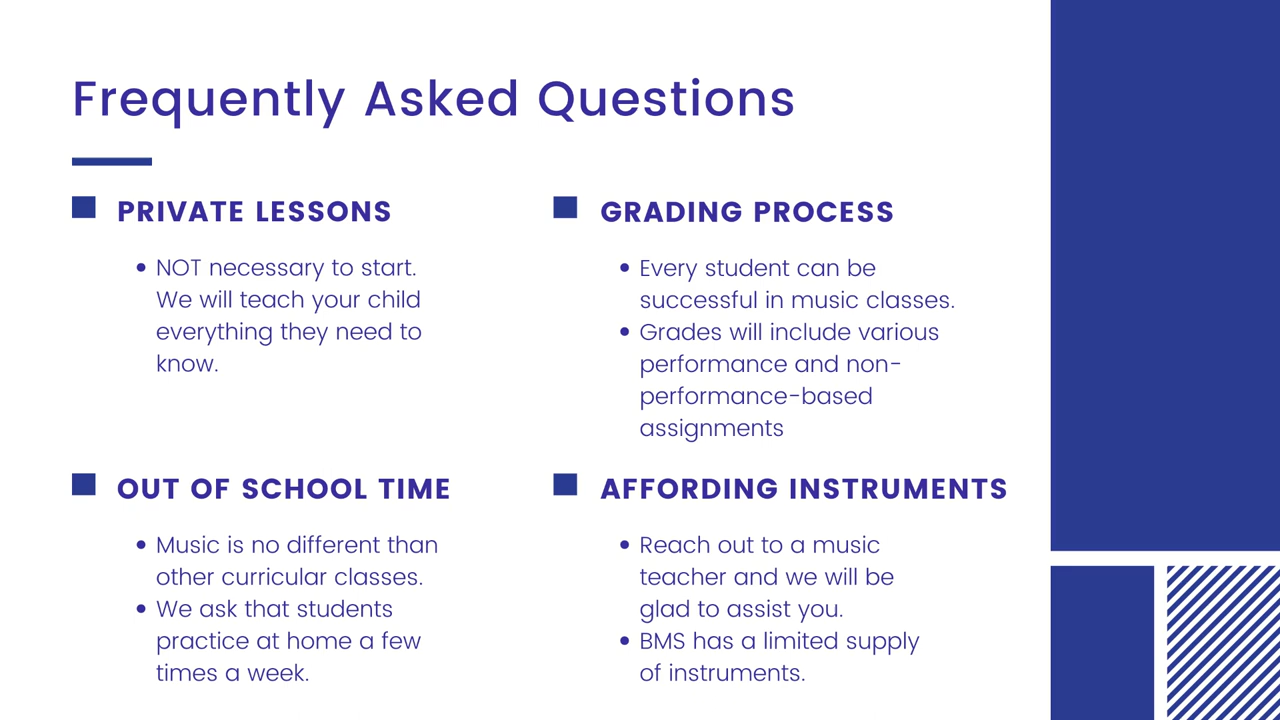 Frequently Asked Questions
PRIVATE LESSONS
• NOT necessary to start.
We will teach your child
everything they need to
know.
GRADING PROCESS
• Every student can be
successful in music classes.
• Grades will include various
performance and non-
performance-based
assignments
OUT OF SCHOOL TIME
• Music is no different than
other curricular classes.
• We ask that students
practice at home a few
times a week.
AFFORDING INSTRUMENTS
• Reach out to a music
teacher and we will be
glad to assist you.
• BMS has a limited supply
of instruments.